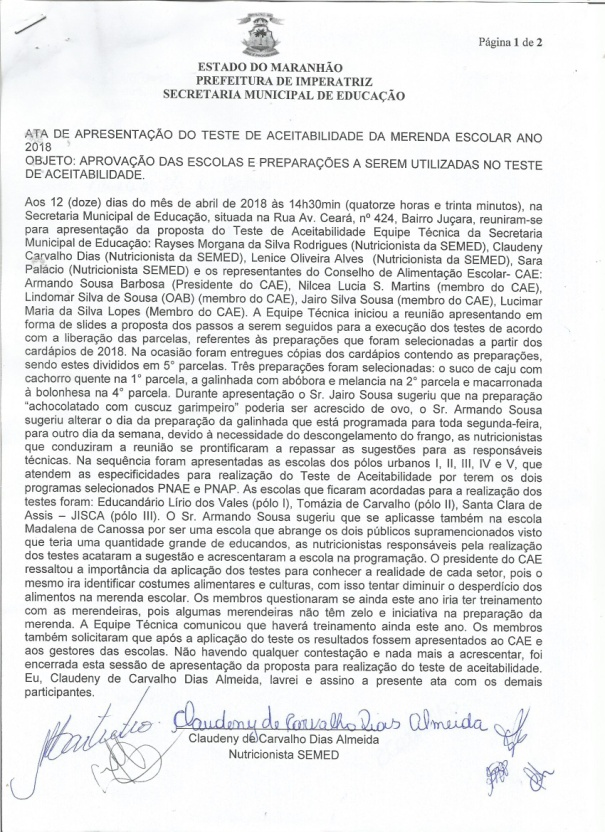 Página 1 de 2
ESTADO DO MARANHÃO
PREFEITURA DE IMPERATRIZ
SECRETARIA MUNICIPAL DE EDUCAÇÃO
ATA DE APRESENTAÇÃO DO TESTE DE ACEITABILIDADE DA MERENDA ESCOLAR ANO
2018
OBJETO: APROVAÇÃO DAS ESCOLAS E PREPARAÇÕES A SEREM UTILIZADAS NO TESTE
DE ACEITABILIDADE.
Aos 12 (doze) dias do mês de abril de 2018 às 14h30min (quatorze horas e trinta minutos), na
Secretaria Municipal de Educação, situada na Rua Av. Ceará, nº 424, Bairro Juçara, reuniram-se
para apresentação da proposta do Teste de Aceitabilidade Equipe Técnica da Secretaria
Municipal de Educação: Rayses Morgana da Silva Rodrigues (Nutricionista da SEMED), Claudeny
Carvalho Dias (Nutricionista da SEMED), Lenice Oliveira Alves (Nutricionista da SEMED), Sara
Palácio (Nutricionista SEMED) e os representantes do Conselho de Alimentação Escolar- CAE:
Armando Sousa Barbosa (Presidente do CAE), Nilcea Lucia S. Martins (membro do CAE),
Lindomar Silva de Sousa (OAB) (membro do CAE), Jairo Silva Sousa (membro do CAE), Lucimar
Maria da Silva Lopes (Membro do CAE). A Equipe Técnica iniciou a reunião apresentando em
forma de slides a proposta dos passos a serem seguidos para a execução dos testes de acordo
com a liberação das parcelas, referentes às preparações que foram selecionadas a partir dos
cardápios de 2018. Na ocasião foram entregues cópias dos cardápios contendo as preparações,
sendo estes divididos em 5° parcelas. Três preparações foram selecionadas: o suco de caju com
cachorro quente na 1° parcela, a galinhada com abóbora e melancia na 2° parcela e macarronada
à bolonhesa na 4° parcela. Durante apresentação o Sr. Jairo Sousa sugeriu que na preparação
“achocolatado com cuscuz garimpeiro” poderia ser acrescido de ovo, o Sr. Armando Sousa
sugeriu alterar o dia da preparação da galinhada que está programada para toda segunda-feira,
para outro dia da semana, devido à necessidade do descongelamento do frango, as nutricionistas
que conduziram a reunião se prontificaram a repassar as sugestões para as responsáveis
técnicas. Na sequência foram apresentadas as escolas dos pólos urbanos I, II, III, IV e V, que
atendem as especificidades para realização do Teste de Aceitabilidade por terem os dois
programas selecionados PNAE e PNAP. As escolas que ficaram acordadas para a realização dos
testes foram: Educandário Lírio dos Vales (pólo I), Tomázia de Carvalho (pólo II), Santa Clara de
Assis – JISCA (pólo III). O Sr. Armando Sousa sugeriu que se aplicasse também na escola
Madalena de Canossa por ser uma escola que abrange os dois públicos supramencionados visto
que teria uma quantidade grande de educandos, as nutricionistas responsáveis pela realização
dos testes acataram a sugestão e acrescentaram a escola na programação. O presidente do CAE
ressaltou a importância da aplicação dos testes para conhecer a realidade de cada setor, pois o
mesmo ira identificar costumes alimentares e culturas, com isso tentar diminuir o desperdício dos
alimentos na merenda escolar. Os membros questionaram se ainda este ano iria ter treinamento
com as merendeiras, pois algumas merendeiras não têm zelo e iniciativa na preparação da
merenda. A Equipe Técnica comunicou que haverá treinamento ainda este ano. Os membros
também solicitaram que após a aplicação do teste os resultados fossem apresentados ao CAE e
aos gestores das escolas. Não havendo qualquer contestação e nada mais a acrescentar, foi
encerrada esta sessão de apresentação da proposta para realização do teste de aceitabilidade.
Eu, Claudeny de Carvalho Dias Almeida, lavrei e assino a presente ata com os demais
participantes.
Claudeny de Carvalho Dias Almeida
Claudeny de Carvalho Dias Almeida
Nutricionista SEMED